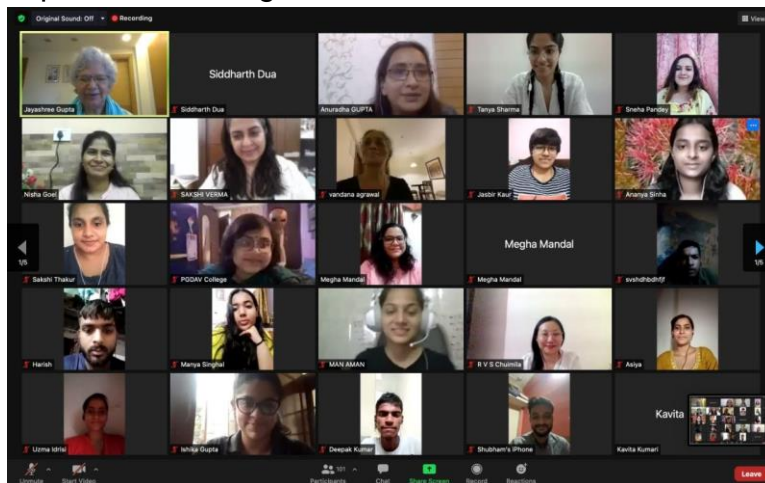 Original Sound: Off
Recording
View
Siddharth Dua
Jayashree Gupta
Siddharth Dua
Anuradha GUPTA
Tanya Sharma
Sneha Pandey
Nisha Goel
SAKSHI VERMA
vandana agrawal
Jasbir Kaur
Ananya Sinha
Megha Mandal
1/5
1/5
Sakshi Thakur
PGDAV College
Megha Mandal
Megha Mandal
svshdhbdhfjf
Harish
Manya Singhal
MAN AMAN
R V S Chuimila
Asiya
Kavita
Uzma Idrisi
Ishika Gupta
Deepak Kumar
Shubham's iPhone
Kavita Kumari
101
Unmute
Start Video
Participants
Chat
Share Screen
Record
Reactions
Leave